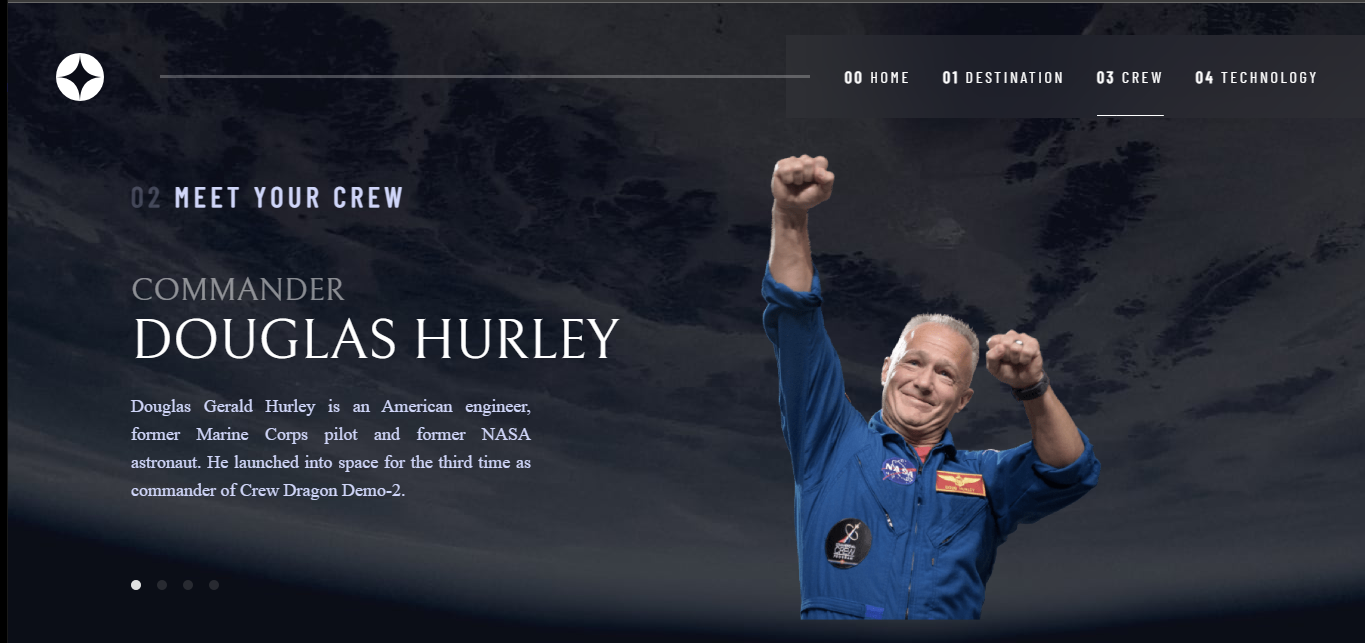 00 HOME 01 DESTINATION 03 CREW 04 TECHNOLOGY
02 MEET YOUR CREW
COMMANDER
DOUGLAS HURLEY
Douglas Gerald Hurley is an American engineer,
former Marine Corps pilot and former NASA
astronaut. He launched into space for the third time as
commander of Crew Dragon Demo-2.
NASA